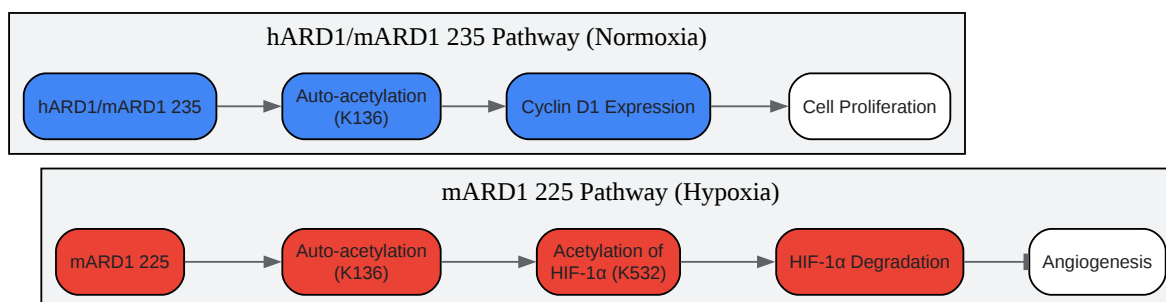 hARD1/mARD1 235 Pathway (Normoxia)
hARD1/mARD1 235
Auto-acetylation
(K136)
Cyclin D1 Expression
Cell Proliferation
mARD1 225 Pathway (Hypoxia)
mARD1 225
Auto-acetylation
(K136)
Acetylation of
HIF-1α (K532)
HIF-1α Degradation
Angiogenesis